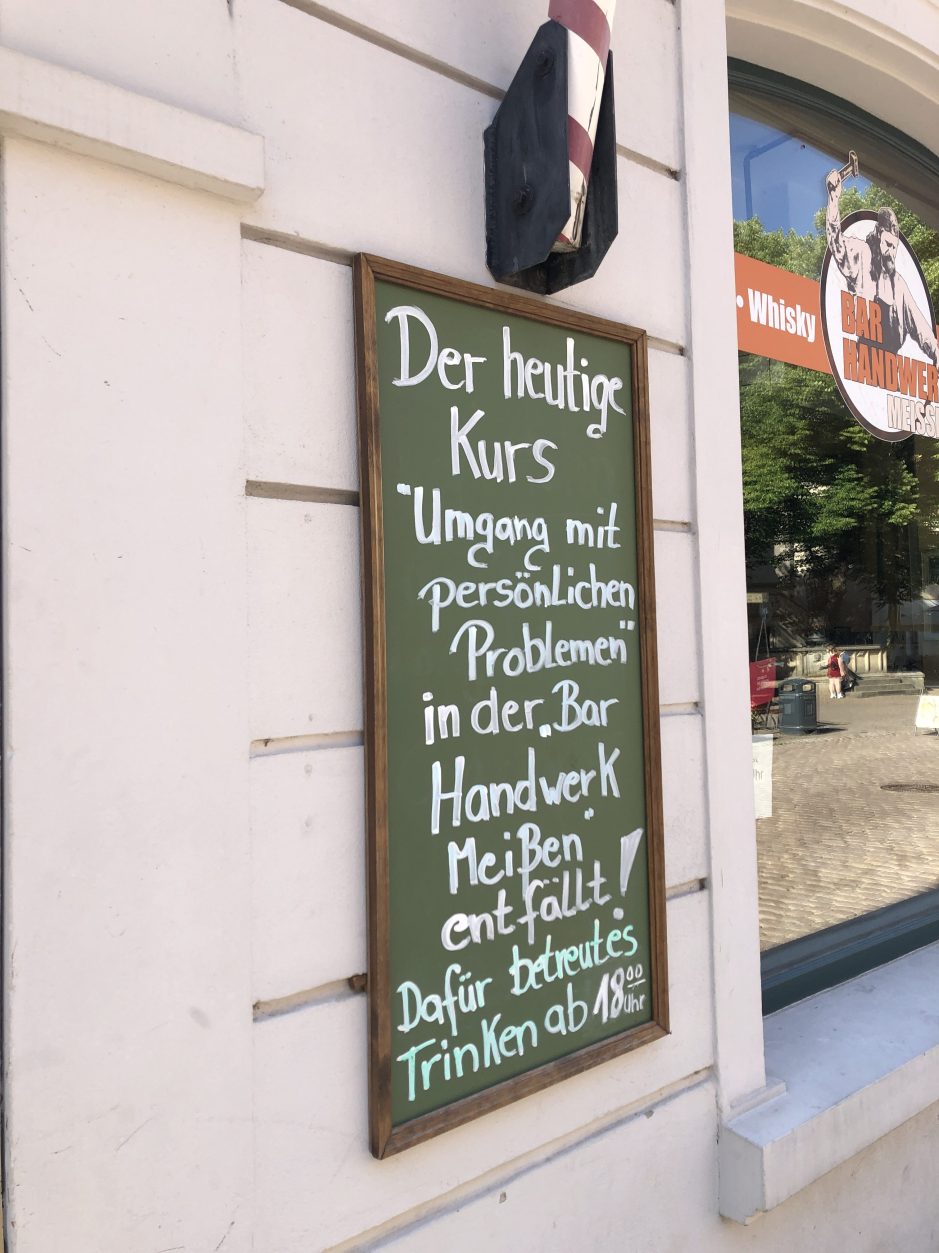 Der heutige
Kurs
"Umgang mit
persönlichen
Problemen"
in der „Bar
Handwerk
Meißen"
entfällt!
Dafür betreutes
Trinken ab 18⁰⁰ Uhr
• Whisky
BAR
HANDWER
MEISS